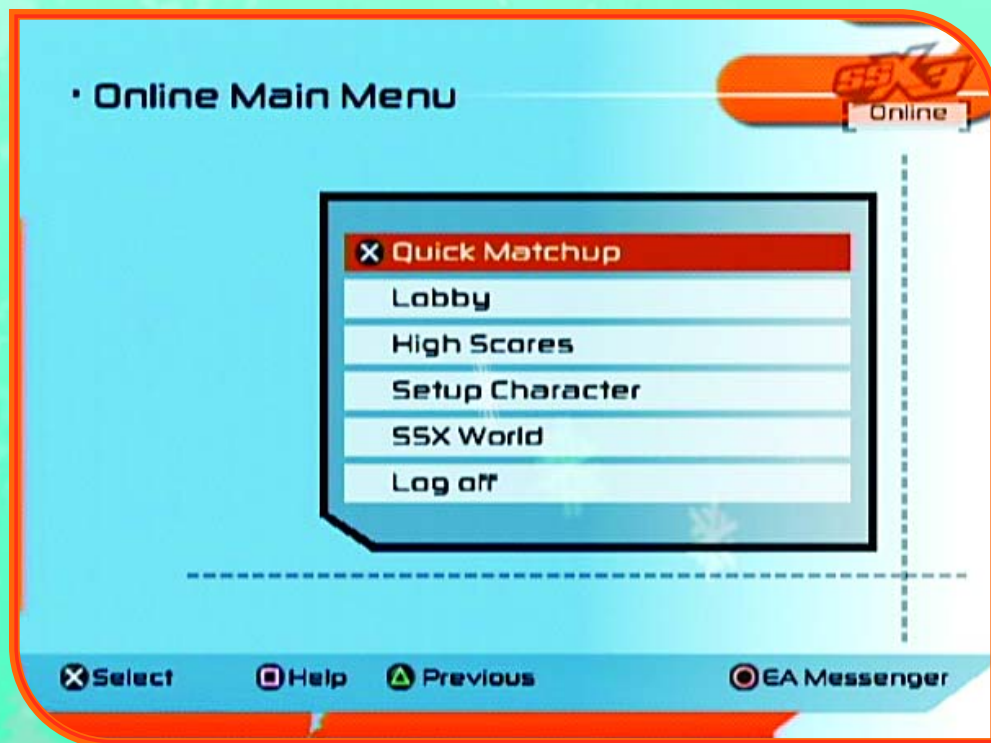 · Online Main Menu
SSX3
Online
Quick Matchup
Lobby
High Scores
Setup Character
SSX World
Log off
Select
Help
Previous
EA Messenger